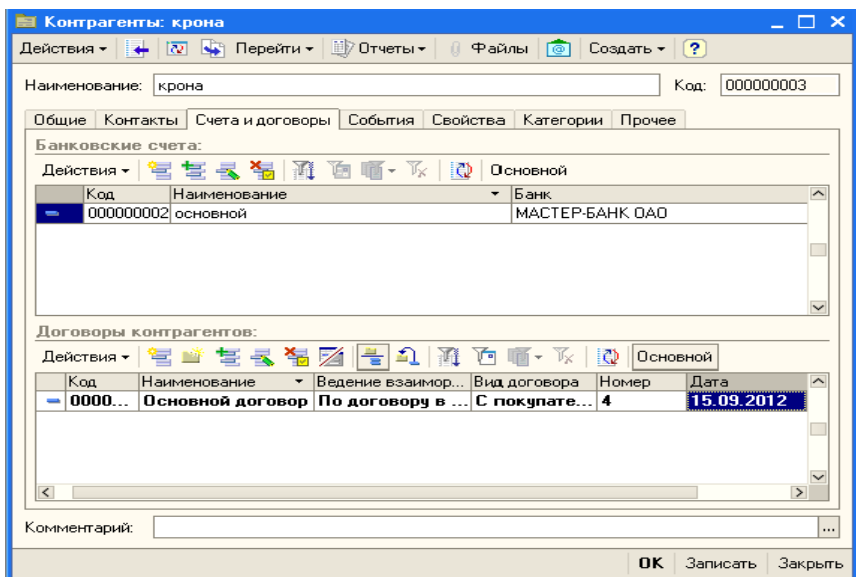 Контрагенты: крона
Действия Перейти Отчеты Файлы Создать ?
Наименование: крона Код: 000000003
Общие Контакты Счета и договоры События Свойства Категории Прочее
Банковские счета:
Действия Основной
Код Наименование Банк
000000002 основной МАСТЕР-БАНК ОАО
Договоры контрагентов:
Действия Основной
Код Наименование Ведение взаимор... Вид договора Номер Дата
0000... Основной договор По договору в ... С покупате... 4 15.09.2012
Комментарий: ...
OK Записать Закрыть